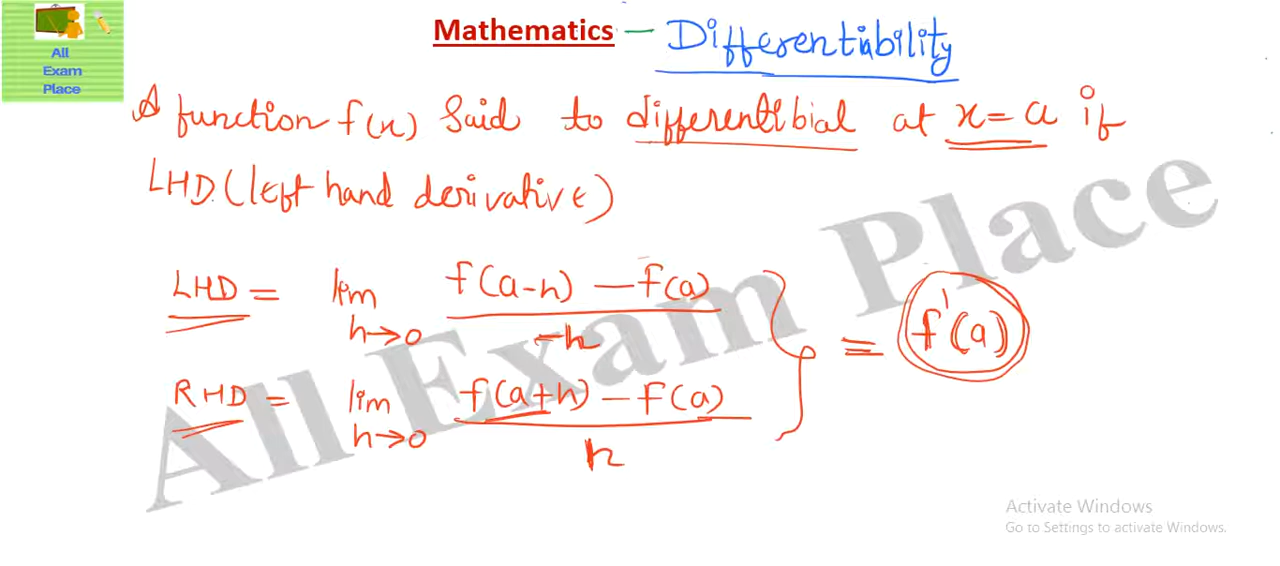 All
Exam
Place
Mathematics - Differentiability
A function f(x) Said to differentibial at x=a if
LHD (left hand derivative)
LHD = lim h→0 f(a-h) - f(a) / -h
RHD = lim h→0 f(a+h) - f(a) / h
= f'(a)
All Exam Place
Activate Windows
Go to Settings to activate Windows.